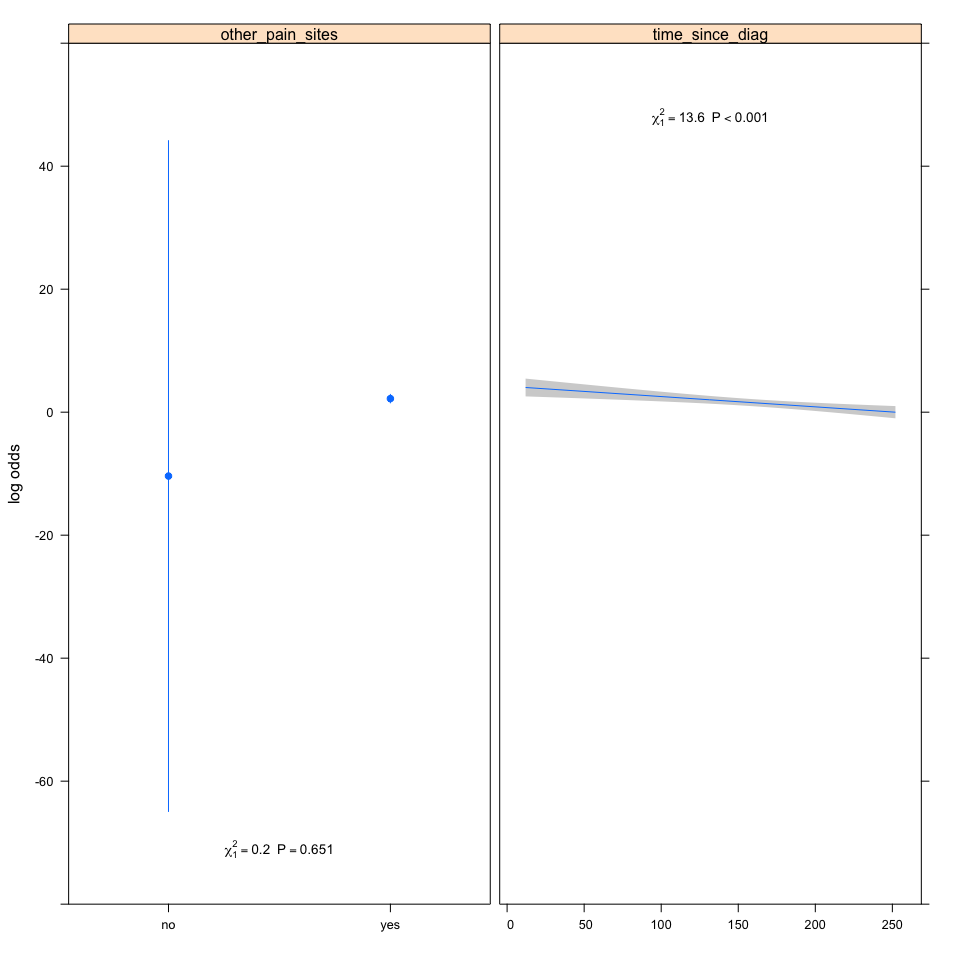 other_pain_sites
time_since_diag
χ²₁ = 13.6 P < 0.001
40
20
0
-20
-40
-60
log odds
χ²₁ = 0.2 P = 0.651
no
yes
0
50
100
150
200
250